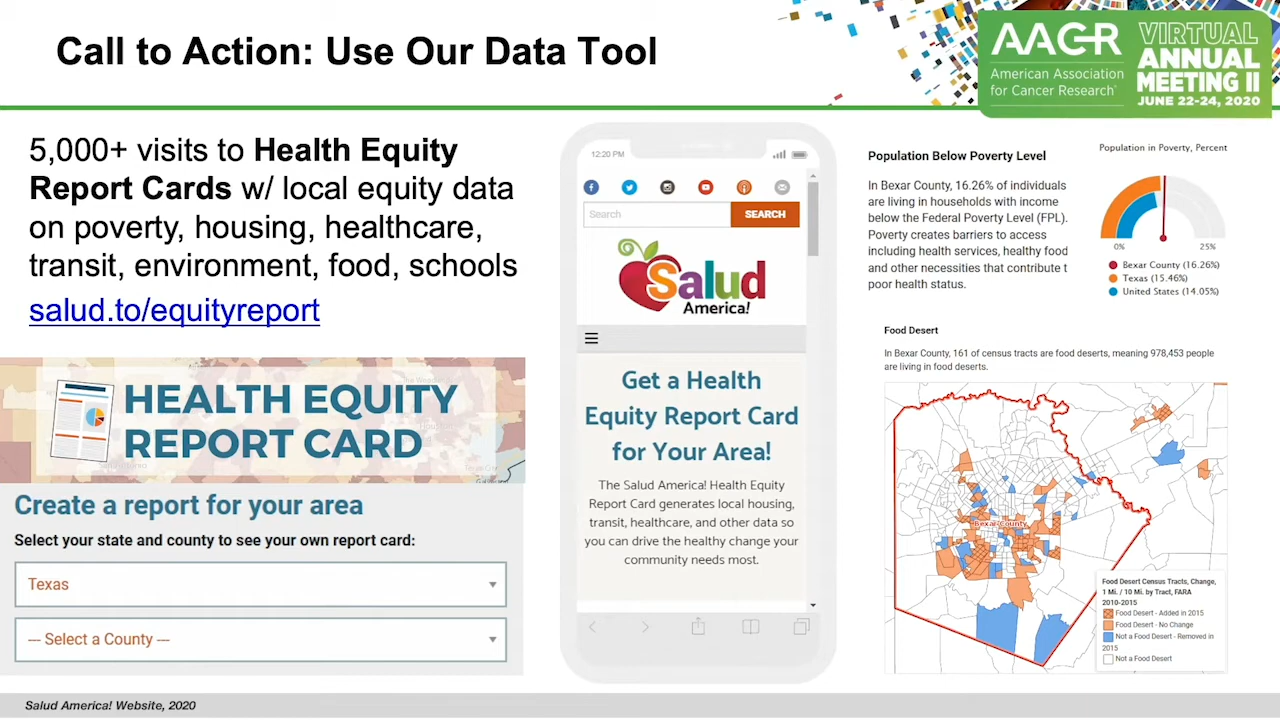 Call to Action: Use Our Data Tool
AACR
American Association
for Cancer Research
VIRTUAL
ANNUAL
MEETING II
JUNE 22-24, 2020
5,000+ visits to Health Equity
Report Cards w/ local equity data
on poverty, housing, healthcare,
transit, environment, food, schools
salud.to/equityreport
HEALTH EQUITY
REPORT CARD
Create a report for your area
Select your state and county to see your own report card:
Texas
--- Select a County ---
12:20 PM
Search
SEARCH
Salud
America!
Get a Health
Equity Report Card
for Your Area!
The Salud America! Health Equity
Report Card generates local housing,
transit, healthcare, and other data so
you can drive the healthy change your
community needs most.
Population Below Poverty Level
In Bexar County, 16.26% of individuals
are living in households with income
below the Federal Poverty Level (FPL).
Poverty creates barriers to access
including health services, healthy food
and other necessities that contribute t
poor health status.
Population in Poverty, Percent
0%
25%
Bexar County (16.26%)
Texas (15.46%)
United States (14.05%)
Food Desert
In Bexar County, 161 of census tracts are food deserts, meaning 978,453 people
are living in food deserts.
Bexar County
Food Desert Census Tracts, Change,
1 Mi. / 10 Mi. by Tract, FARA
2010-2015
Food Desert - Added in 2015
Food Desert - No Change
Not a Food Desert - Removed in
2015
Not a Food Desert
Salud America! Website, 2020